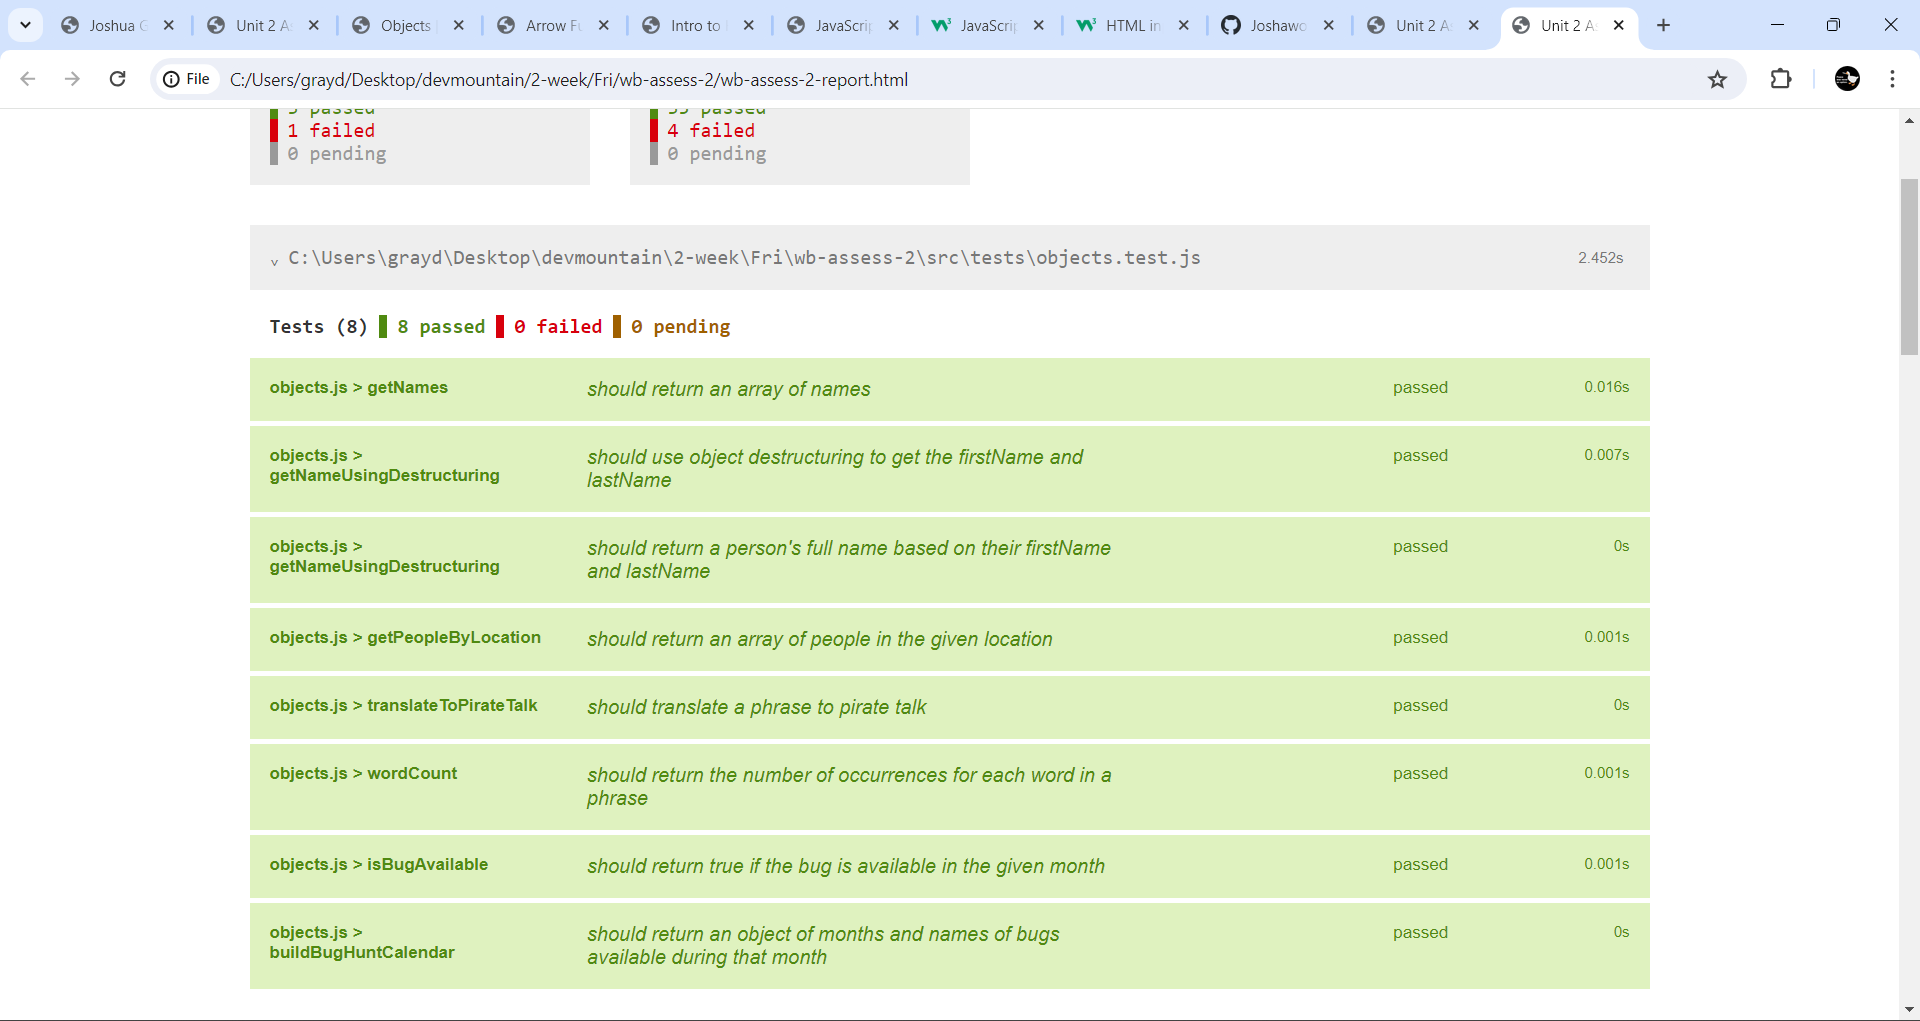 Joshua G
Unit 2 A
Objects
Arrow Fu
Intro to
JavaScrip
JavaScrip
HTML in
Joshawo
Unit 2 A
Unit 2 A
File
C:/Users/grayd/Desktop/devmountain/2-week/Fri/wb-assess-2/wb-assess-2-report.html
5 passed
1 failed
0 pending
35 passed
4 failed
0 pending
C:\Users\grayd\Desktop\devmountain\2-week\Fri\wb-assess-2\src\tests\objects.test.js 2.452s
Tests (8) 8 passed 0 failed 0 pending
objects.js > getNames should return an array of names passed 0.016s
objects.js > should use object destructuring to get the firstName and passed 0.007s
getNameUsingDestructuring lastName
objects.js > should return a person's full name based on their firstName passed 0s
getNameUsingDestructuring and lastName
objects.js > getPeopleByLocation should return an array of people in the given location passed 0.001s
objects.js > translateToPirateTalk should translate a phrase to pirate talk passed 0s
objects.js > wordCount should return the number of occurrences for each word in a passed 0.001s
phrase
objects.js > isBugAvailable should return true if the bug is available in the given month passed 0.001s
objects.js > should return an object of months and names of bugs passed 0s
buildBugHuntCalendar available during that month